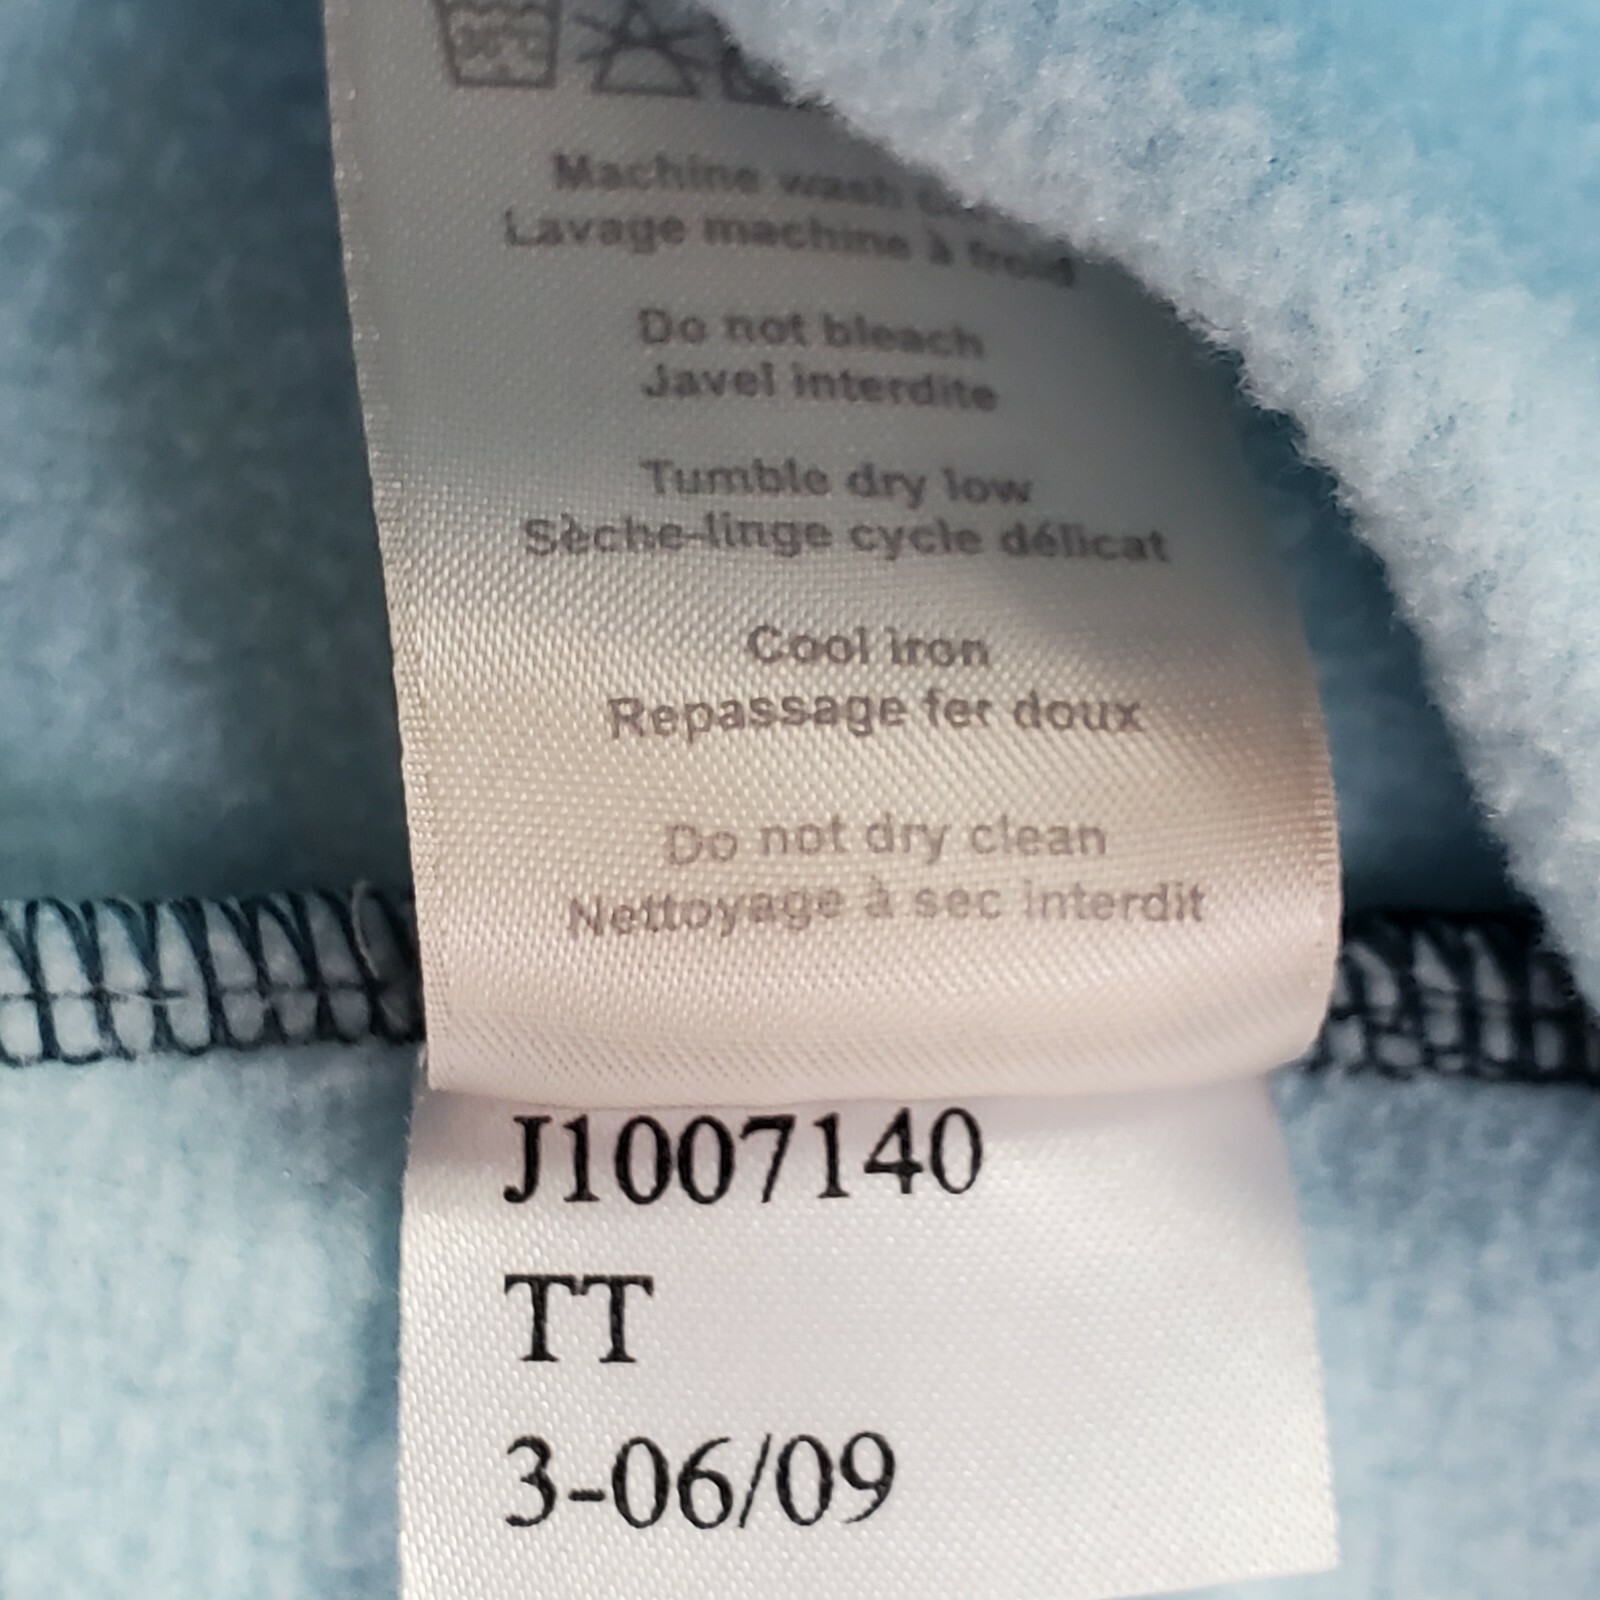 Machine wash
Lavage machine à froid
Do not bleach
Javel interdite
Tumble dry low
Sèche-linge cycle délicat
Cool iron
Repassage fer doux
Do not dry clean
Nettoyage à sec interdit
J1007140
TT
3-06/09